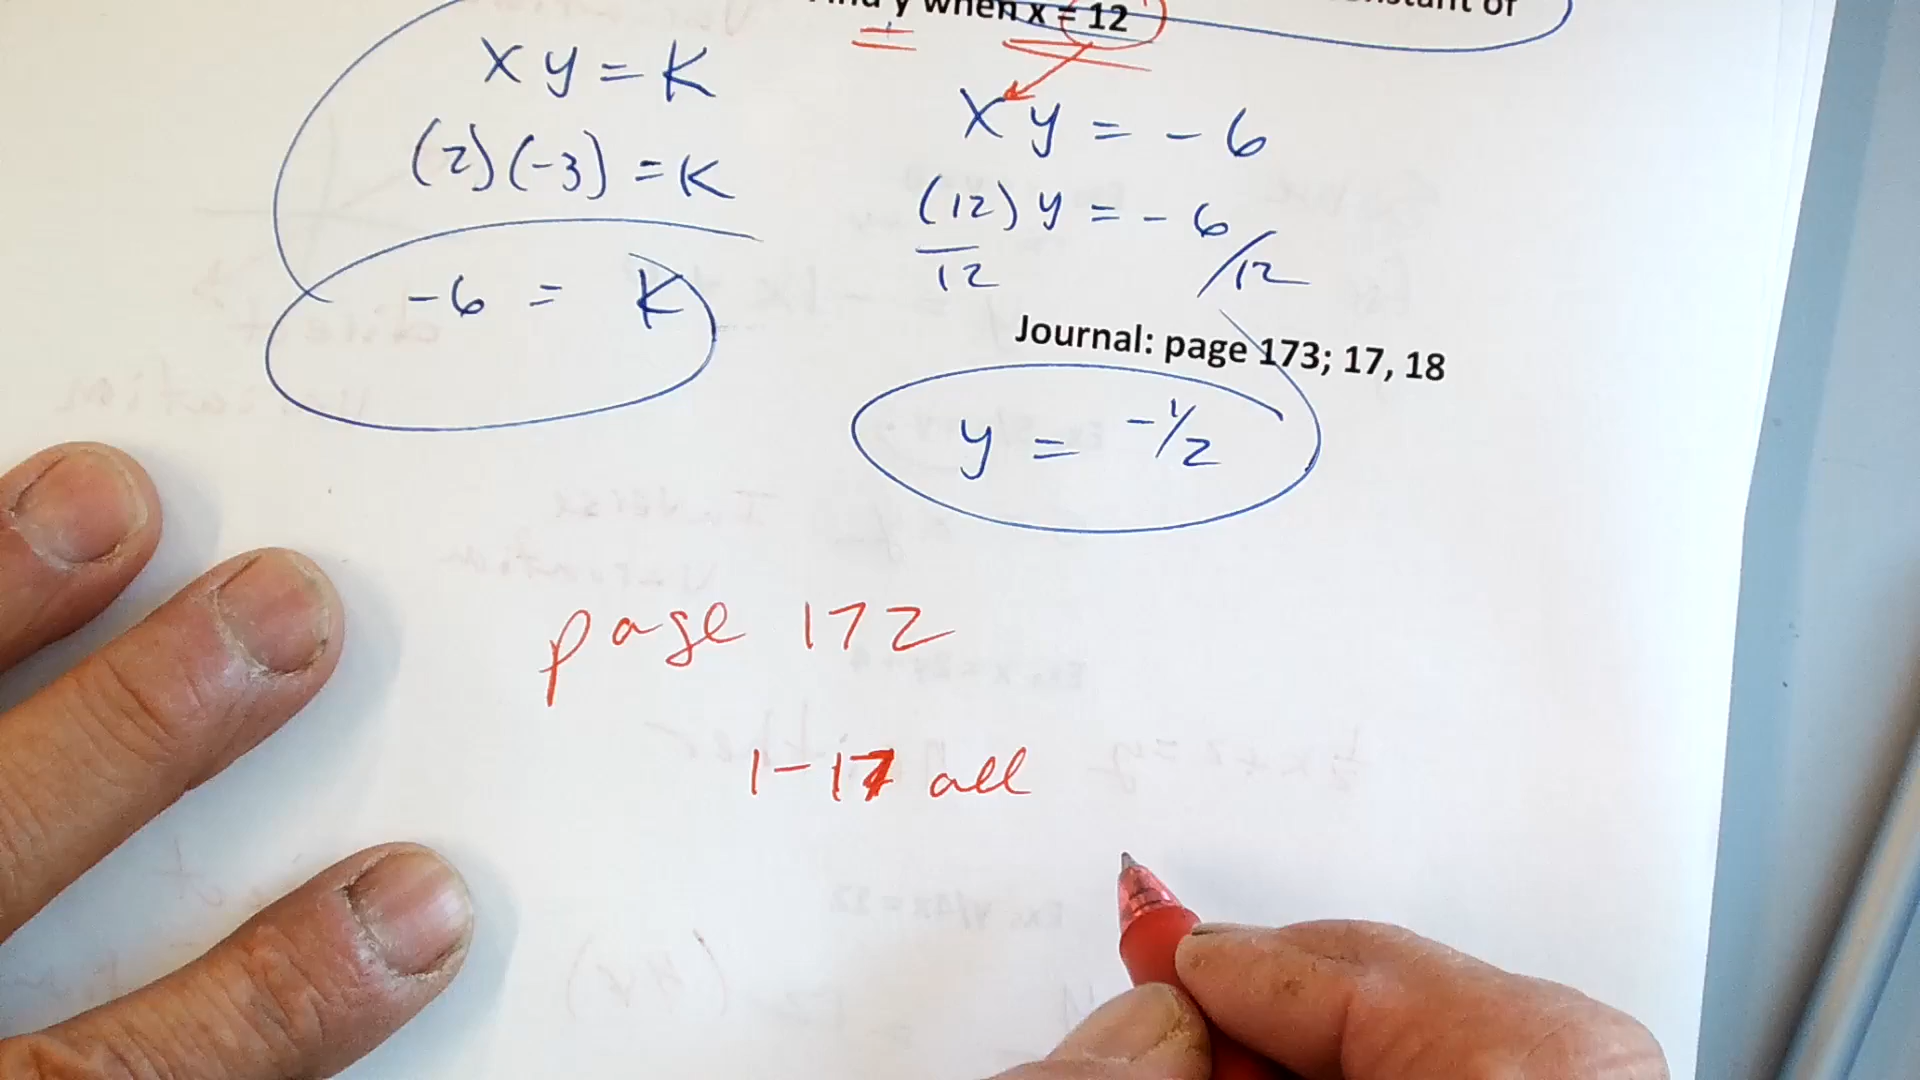 y when x = 12
of
xy = K
(2)(-3) = K
-6 = K
xy = -6
(12) y = -6
12 /12
Journal: page 173; 17, 18
y = -1/2
page 172
1-17 all